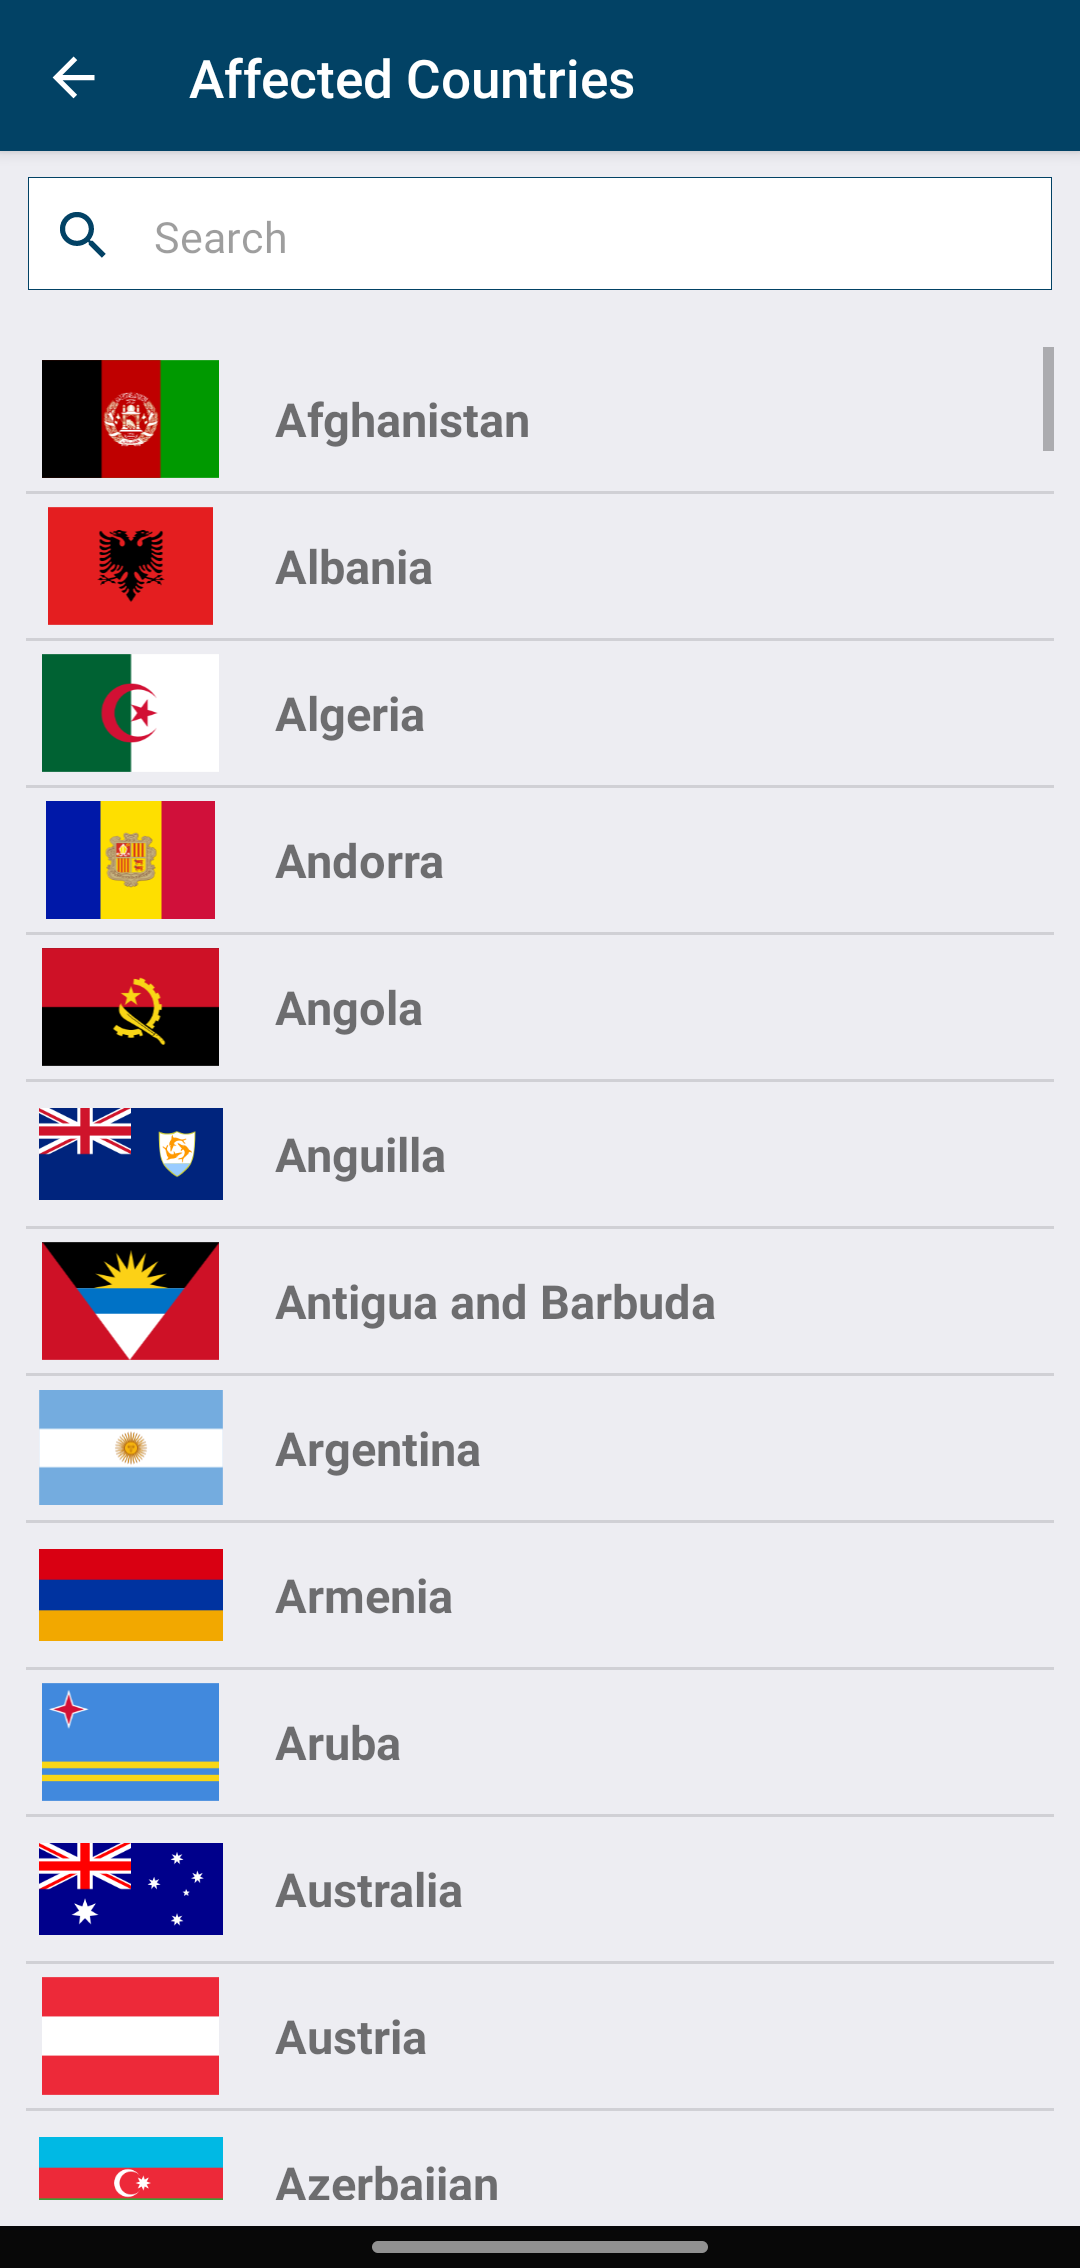 Affected Countries
Search
Afghanistan
Albania
Algeria
Andorra
Angola
Anguilla
Antigua and Barbuda
Argentina
Armenia
Aruba
Australia
Austria
Azerbaijan